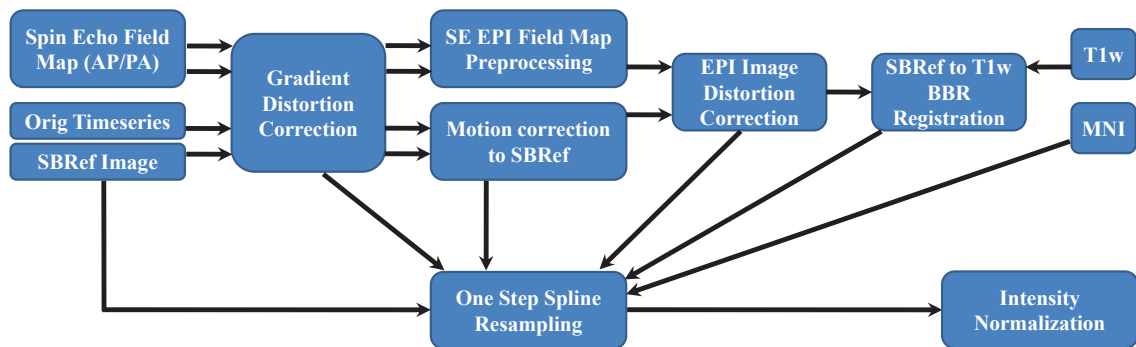 Spin Echo Field
Map (AP/PA)
Orig Timeseries
SBRef Image
Gradient
Distortion
Correction
SE EPI Field Map
Preprocessing
Motion correction
to SBRef
EPI Image
Distortion
Correction
SBRef to T1w
BBR
Registration
T1w
MNI
One Step Spline
Resampling
Intensity
Normalization